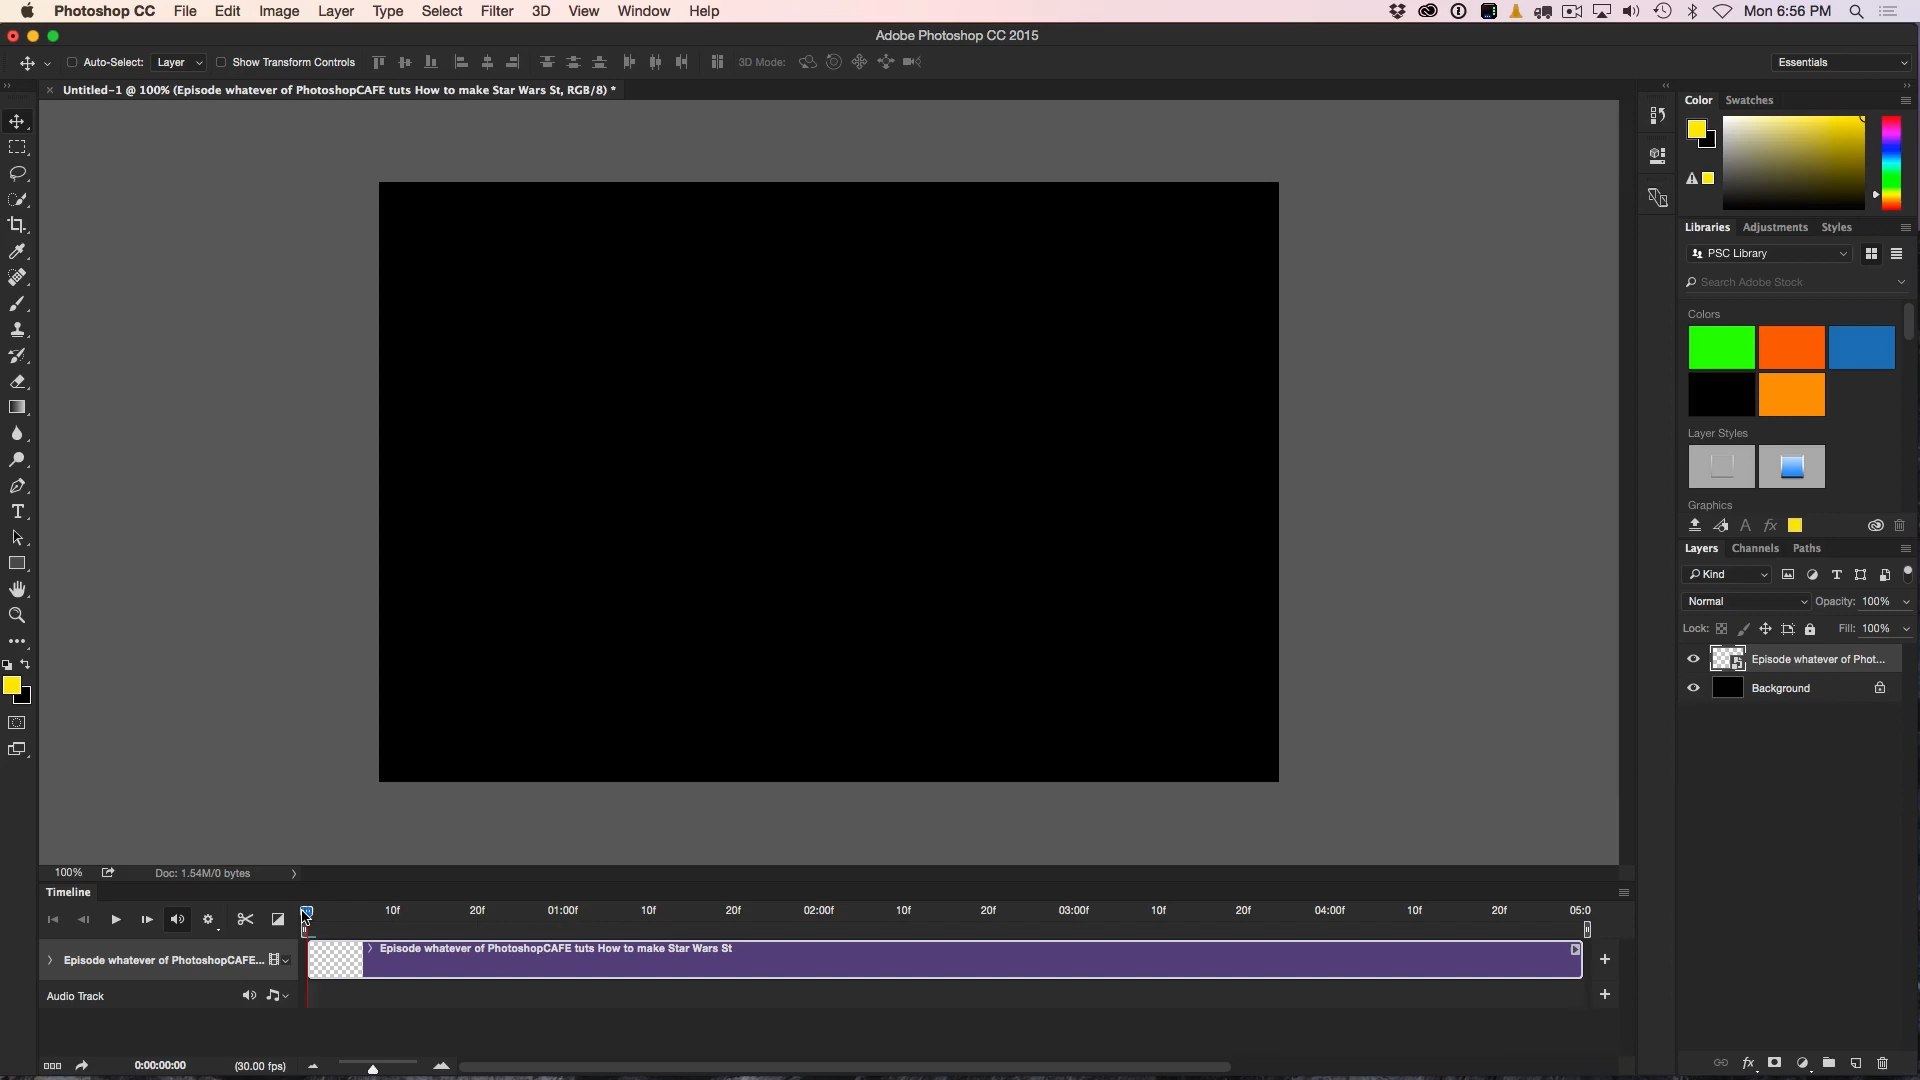 Photoshop CC File Edit Image Layer Type Select Filter 3D View Window Help Mon 6:56 PM
Adobe Photoshop CC 2015
Auto-Select: Layer Show Transform Controls 3D Mode: Essentials
Untitled-1 @ 100% (Episode whatever of PhotoshopCAFE tuts How to make Star Wars St, RGB/8) *
Color Swatches
Libraries Adjustments Styles
PSC Library
Search Adobe Stock
Colors
Layer Styles
Graphics
Layers Channels Paths
Kind
Normal Opacity: 100%
Lock: Fill: 100%
Episode whatever of Phot...
Background
100% Doc: 1.54M/0 bytes
Timeline
10f 20f 01:00f 10f 20f 02:00f 10f 20f 03:00f 10f 20f 04:00f 10f 20f 05:0
Episode whatever of PhotoshopCAFE tuts How to make Star Wars St
Episode whatever of PhotoshopCAFE...
Audio Track
0:00:00:00 (30.00 fps)